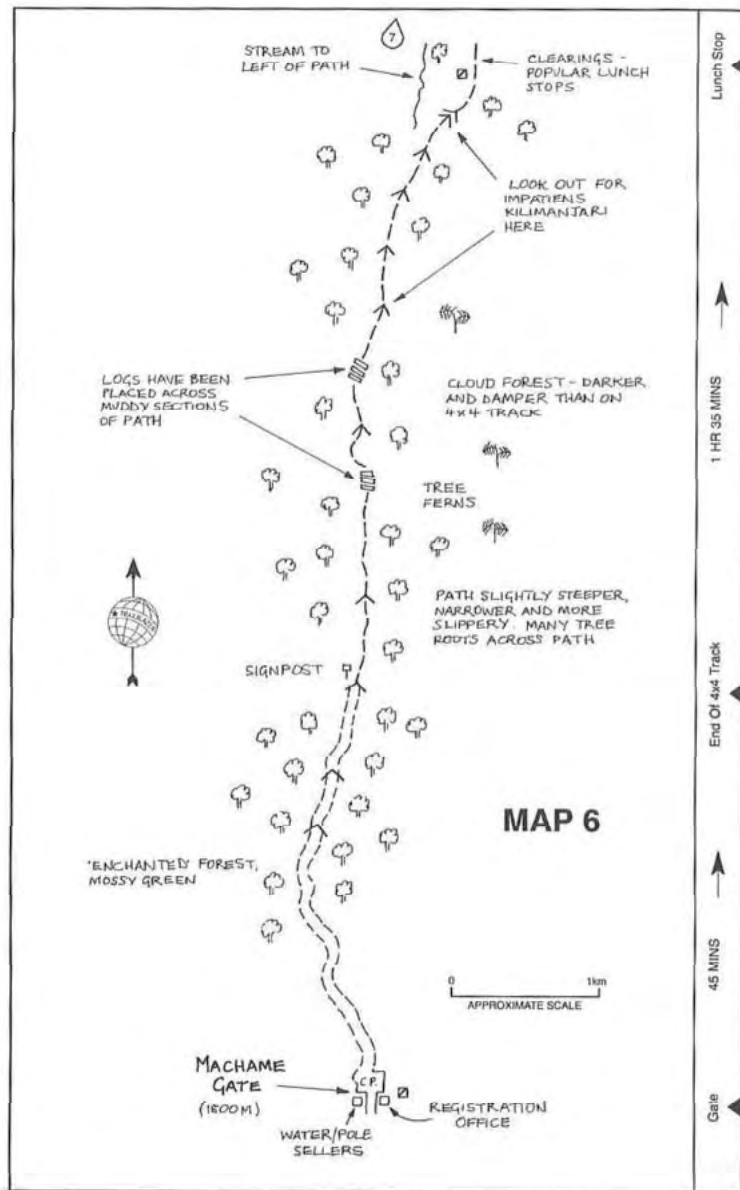 7
STREAM TO
LEFT OF PATH
CLEARINGS -
POPULAR LUNCH
STOPS
LOOK OUT FOR
IMPATIENS
KILIMANJARI
HERE
LOGS HAVE BEEN
PLACED ACROSS
MUDDY SECTIONS
OF PATH
CLOUD FOREST - DARKER
AND DAMPER THAN ON
4x4 TRACK
TREE
FERNS
TRAILBLAZER
PATH SLIGHTLY STEEPER,
NARROWER AND MORE
SLIPPERY. MANY TREE
ROOTS ACROSS PATH
SIGNPOST
MAP 6
'ENCHANTED' FOREST,
MOSSY GREEN
0 1km
APPROXIMATE SCALE
MACHAME
GATE
(1800M)
C.P.
WATER/POLE
SELLERS
REGISTRATION
OFFICE
Lunch Stop
1 HR 35 MINS
End Of 4x4 Track
45 MINS
Gate